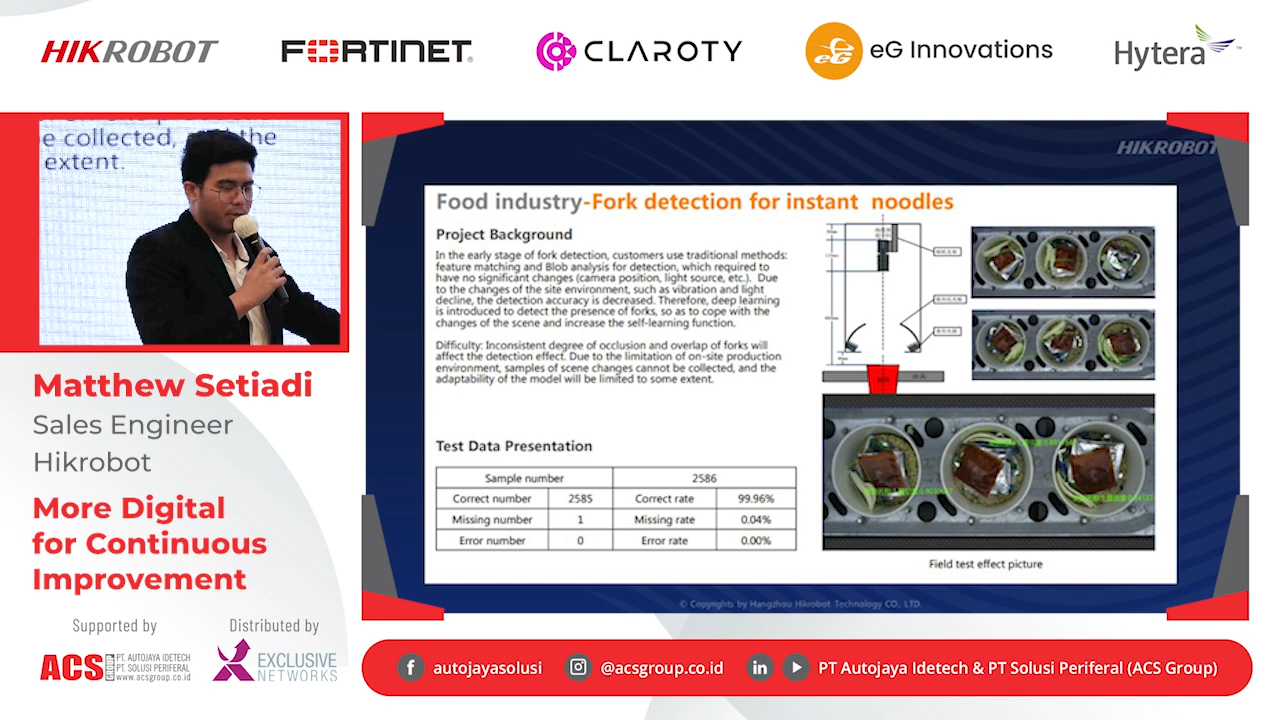 HIKROBOT
FORTINET
CLAROTY
eG eG Innovations
Hytera
e collected, the
extent.
Matthew Setiadi
Sales Engineer
Hikrobot
More Digital
for Continuous
Improvement
Supported by
ACS
PT. AUTOJAYA IDETECH
PT. SOLUSI PERIFERAL
www.acsgroup.co.id
Distributed by
EXCLUSIVE
NETWORKS
HIKROBOT
Food industry-Fork detection for instant noodles
Project Background
In the early stage of fork detection, customers use traditional methods:
feature matching and Blob analysis for detection, which required to
have no significant changes (camera position, light source, etc.). Due
to the changes of the site environment, such as vibration and light
decline, the detection accuracy is decreased. Therefore, deep learning
is introduced to detect the presence of forks, so as to cope with the
changes of the scene and increase the self-learning function.
Difficulty: Inconsistent degree of occlusion and overlap of forks will
affect the detection effect. Due to the limitation of on-site production
environment, samples of scene changes cannot be collected, and the
adaptability of the model will be limited to some extent.
Test Data Presentation
Sample number 2586
Correct number 2585 Correct rate 99.96%
Missing number 1 Missing rate 0.04%
Error number 0 Error rate 0.00%
Field test effect picture
© Copyrights by Hangzhou Hikrobot Technology CO., LTD.
autojayasolusi @acsgroup.co.id PT Autojaya Idetech & PT Solusi Periferal (ACS Group)